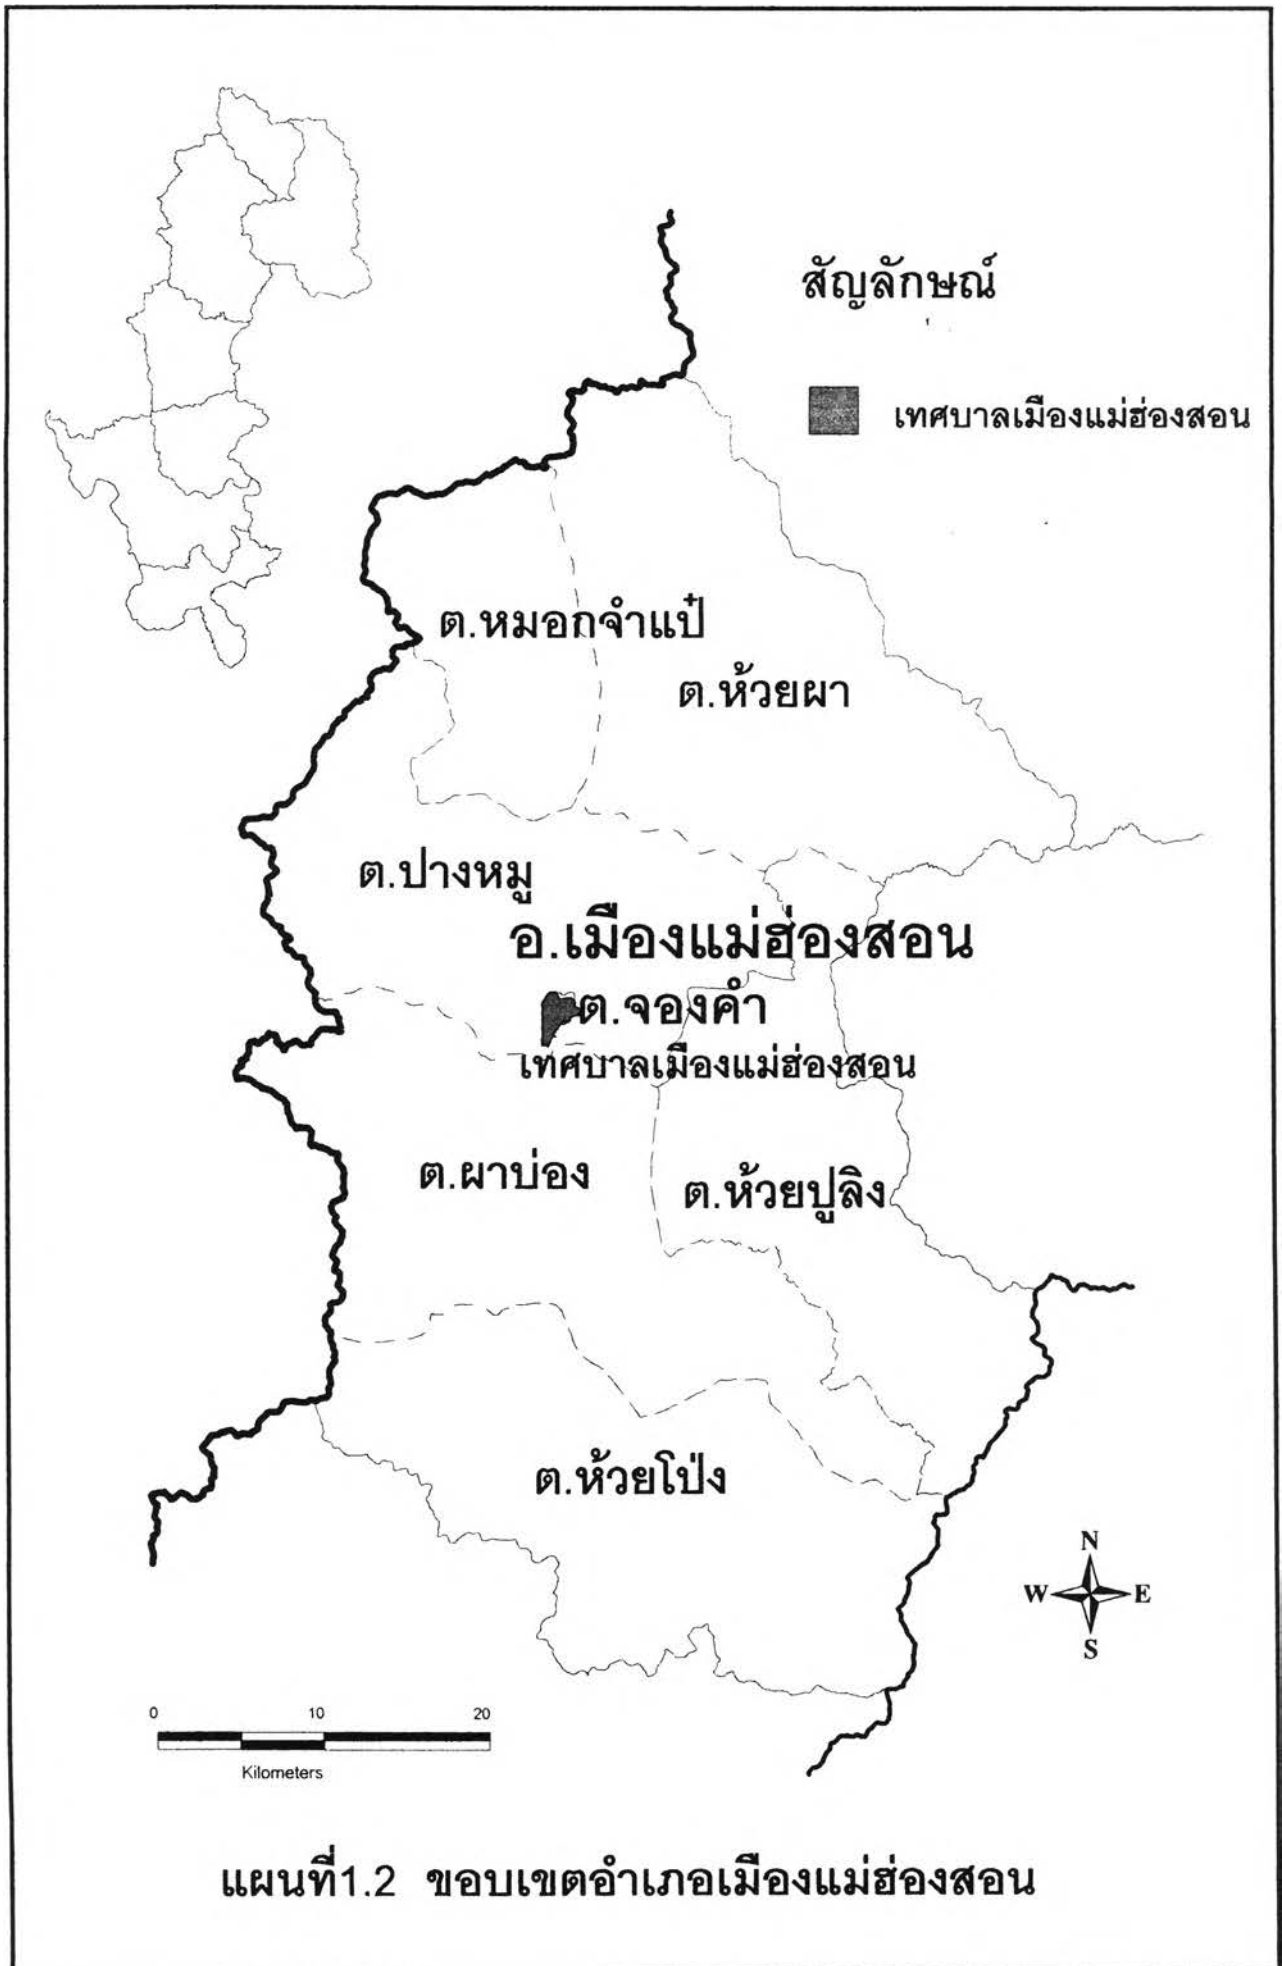 สัญลักษณ์
เทศบาลเมืองแม่ฮ่องสอน
ต.หมอกจำแป๋
ต.ห้วยผา
ต.ปางหมู
อ.เมืองแม่ฮ่องสอน
ต.จองคำ
เทศบาลเมืองแม่ฮ่องสอน
ต.ผาบ่อง
ต.ห้วยปูลิง
ต.ห้วยโป่ง
N
W E
S
0 10 20
Kilometers
แผนที่1.2 ขอบเขตอำเภอเมืองแม่ฮ่องสอน